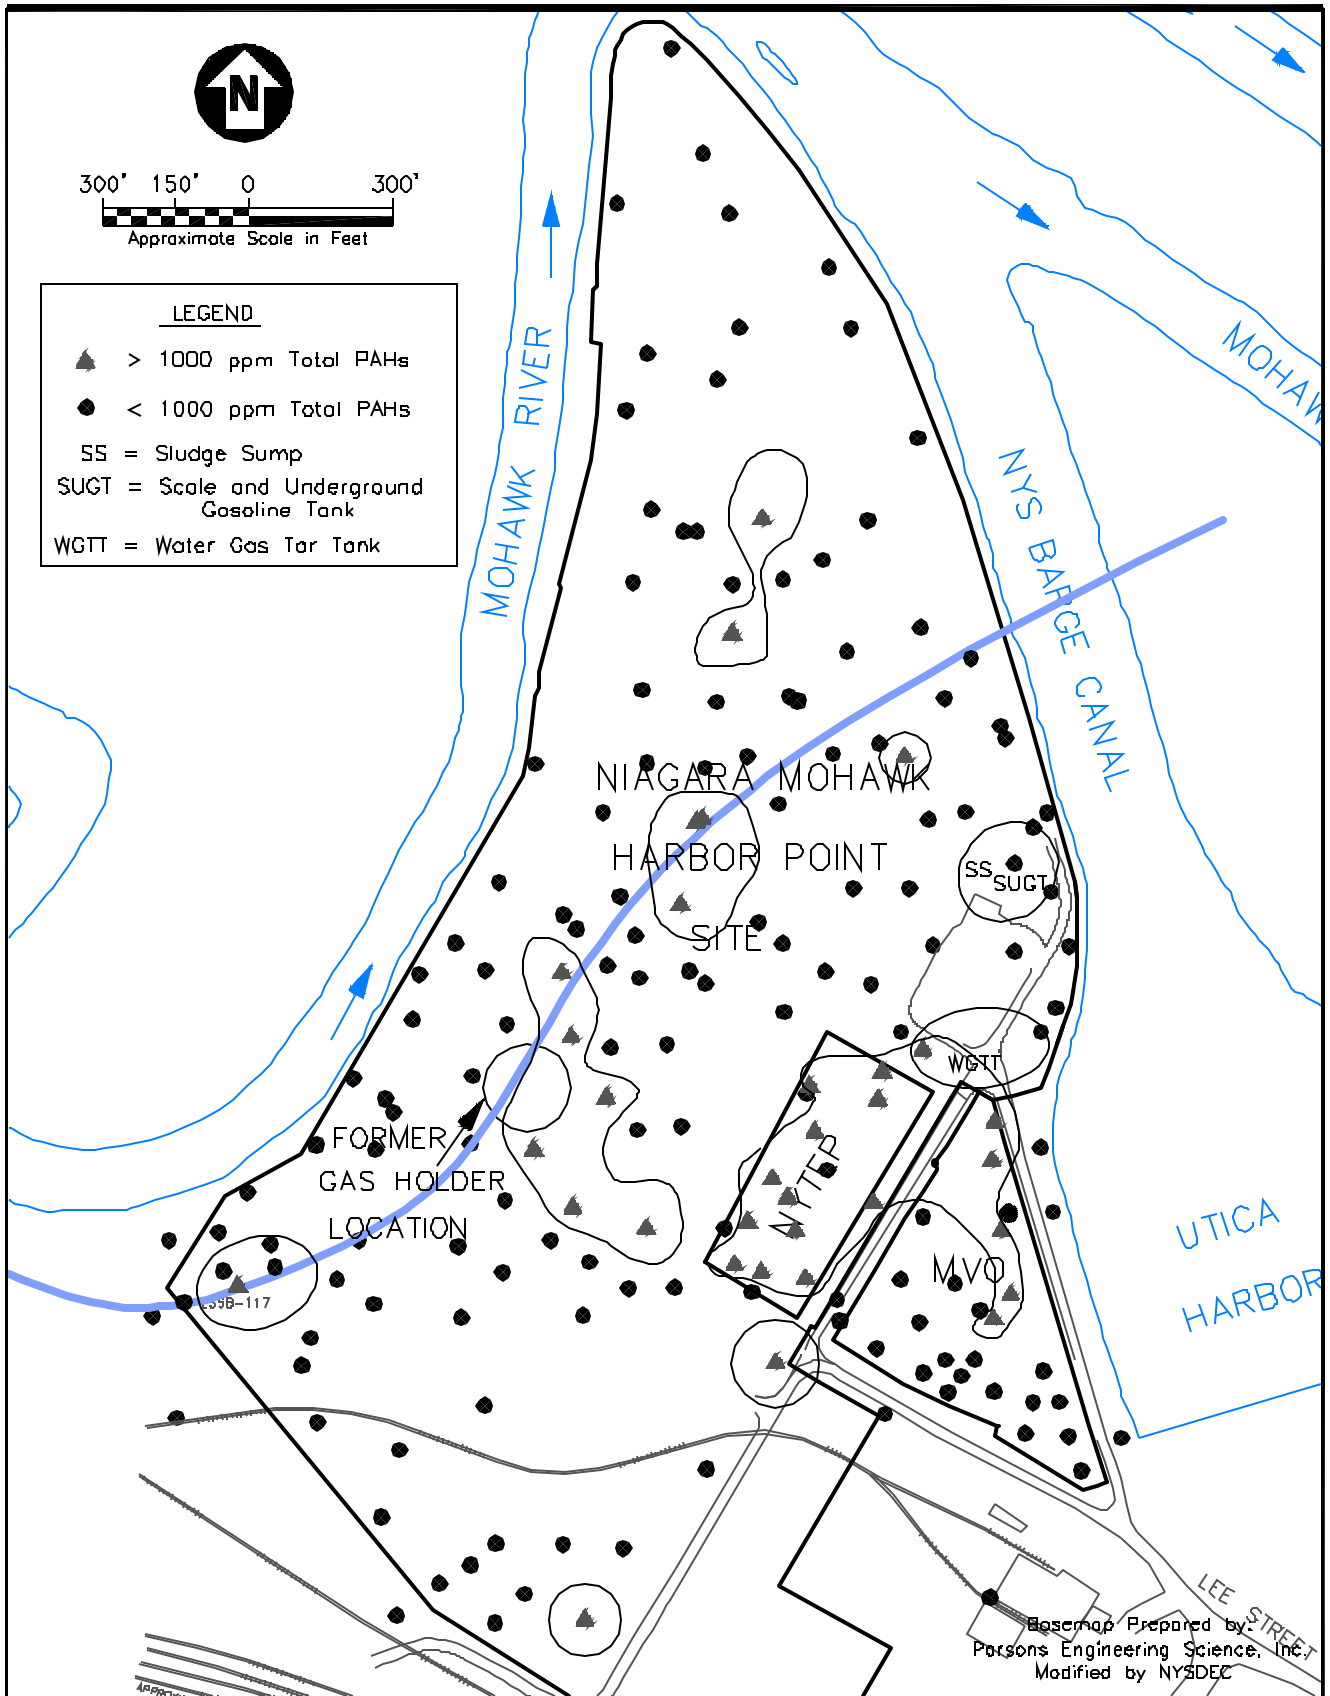 N
300' 150' 0 300'
Approximate Scale in Feet
LEGEND
> 1000 ppm Total PAHs
< 1000 ppm Total PAHs
SS = Sludge Sump
SUGT = Scale and Underground
Gasoline Tank
WGTT = Water Gas Tar Tank
MOHAWK RIVER
MOHAW
NYS BARGE CANAL
NIAGARA MOHAWK
HARBOR POINT
SITE
SS
SUGT
WGTT
FORMER
GAS HOLDER
LOCATION
NYTEP
MVO
UTICA
HARBOR
LEE STREET
Basemap Prepared by:
Parsons Engineering Science, Inc.
Modified by NYSDEC